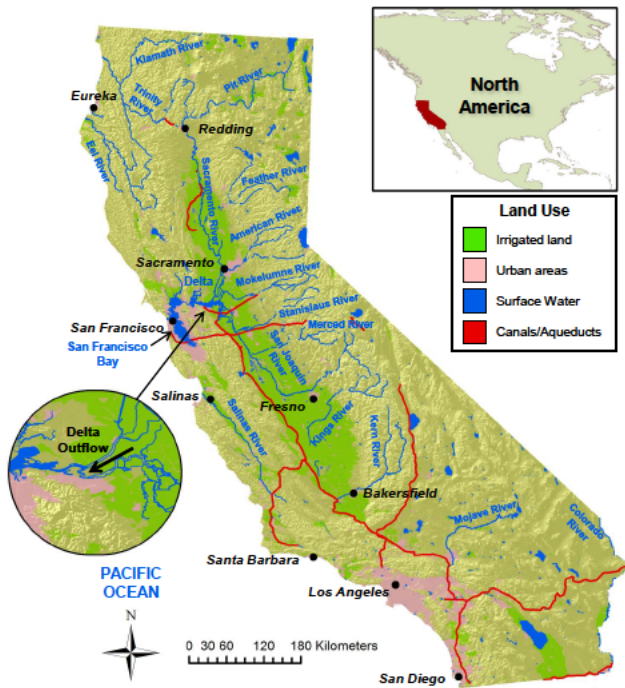 Klamath River
Pit River
Trinity
River
Eureka
Redding
Eel River
Sacramento River
Feather River
American River
Sacramento
Mokelumne River
Delta
Stanislaus River
Merced River
San Francisco
San Francisco
Bay
San Joaquin
River
Salinas
Salinas River
Fresno
Kings River
Kern River
Delta
Outflow
Bakersfield
Mojave River
Colorado
River
Santa Barbara
PACIFIC
OCEAN
Los Angeles
San Diego
N
0 30 60 120 180 Kilometers
North
America
Land Use
Irrigated land
Urban areas
Surface Water
Canals/Aqueducts